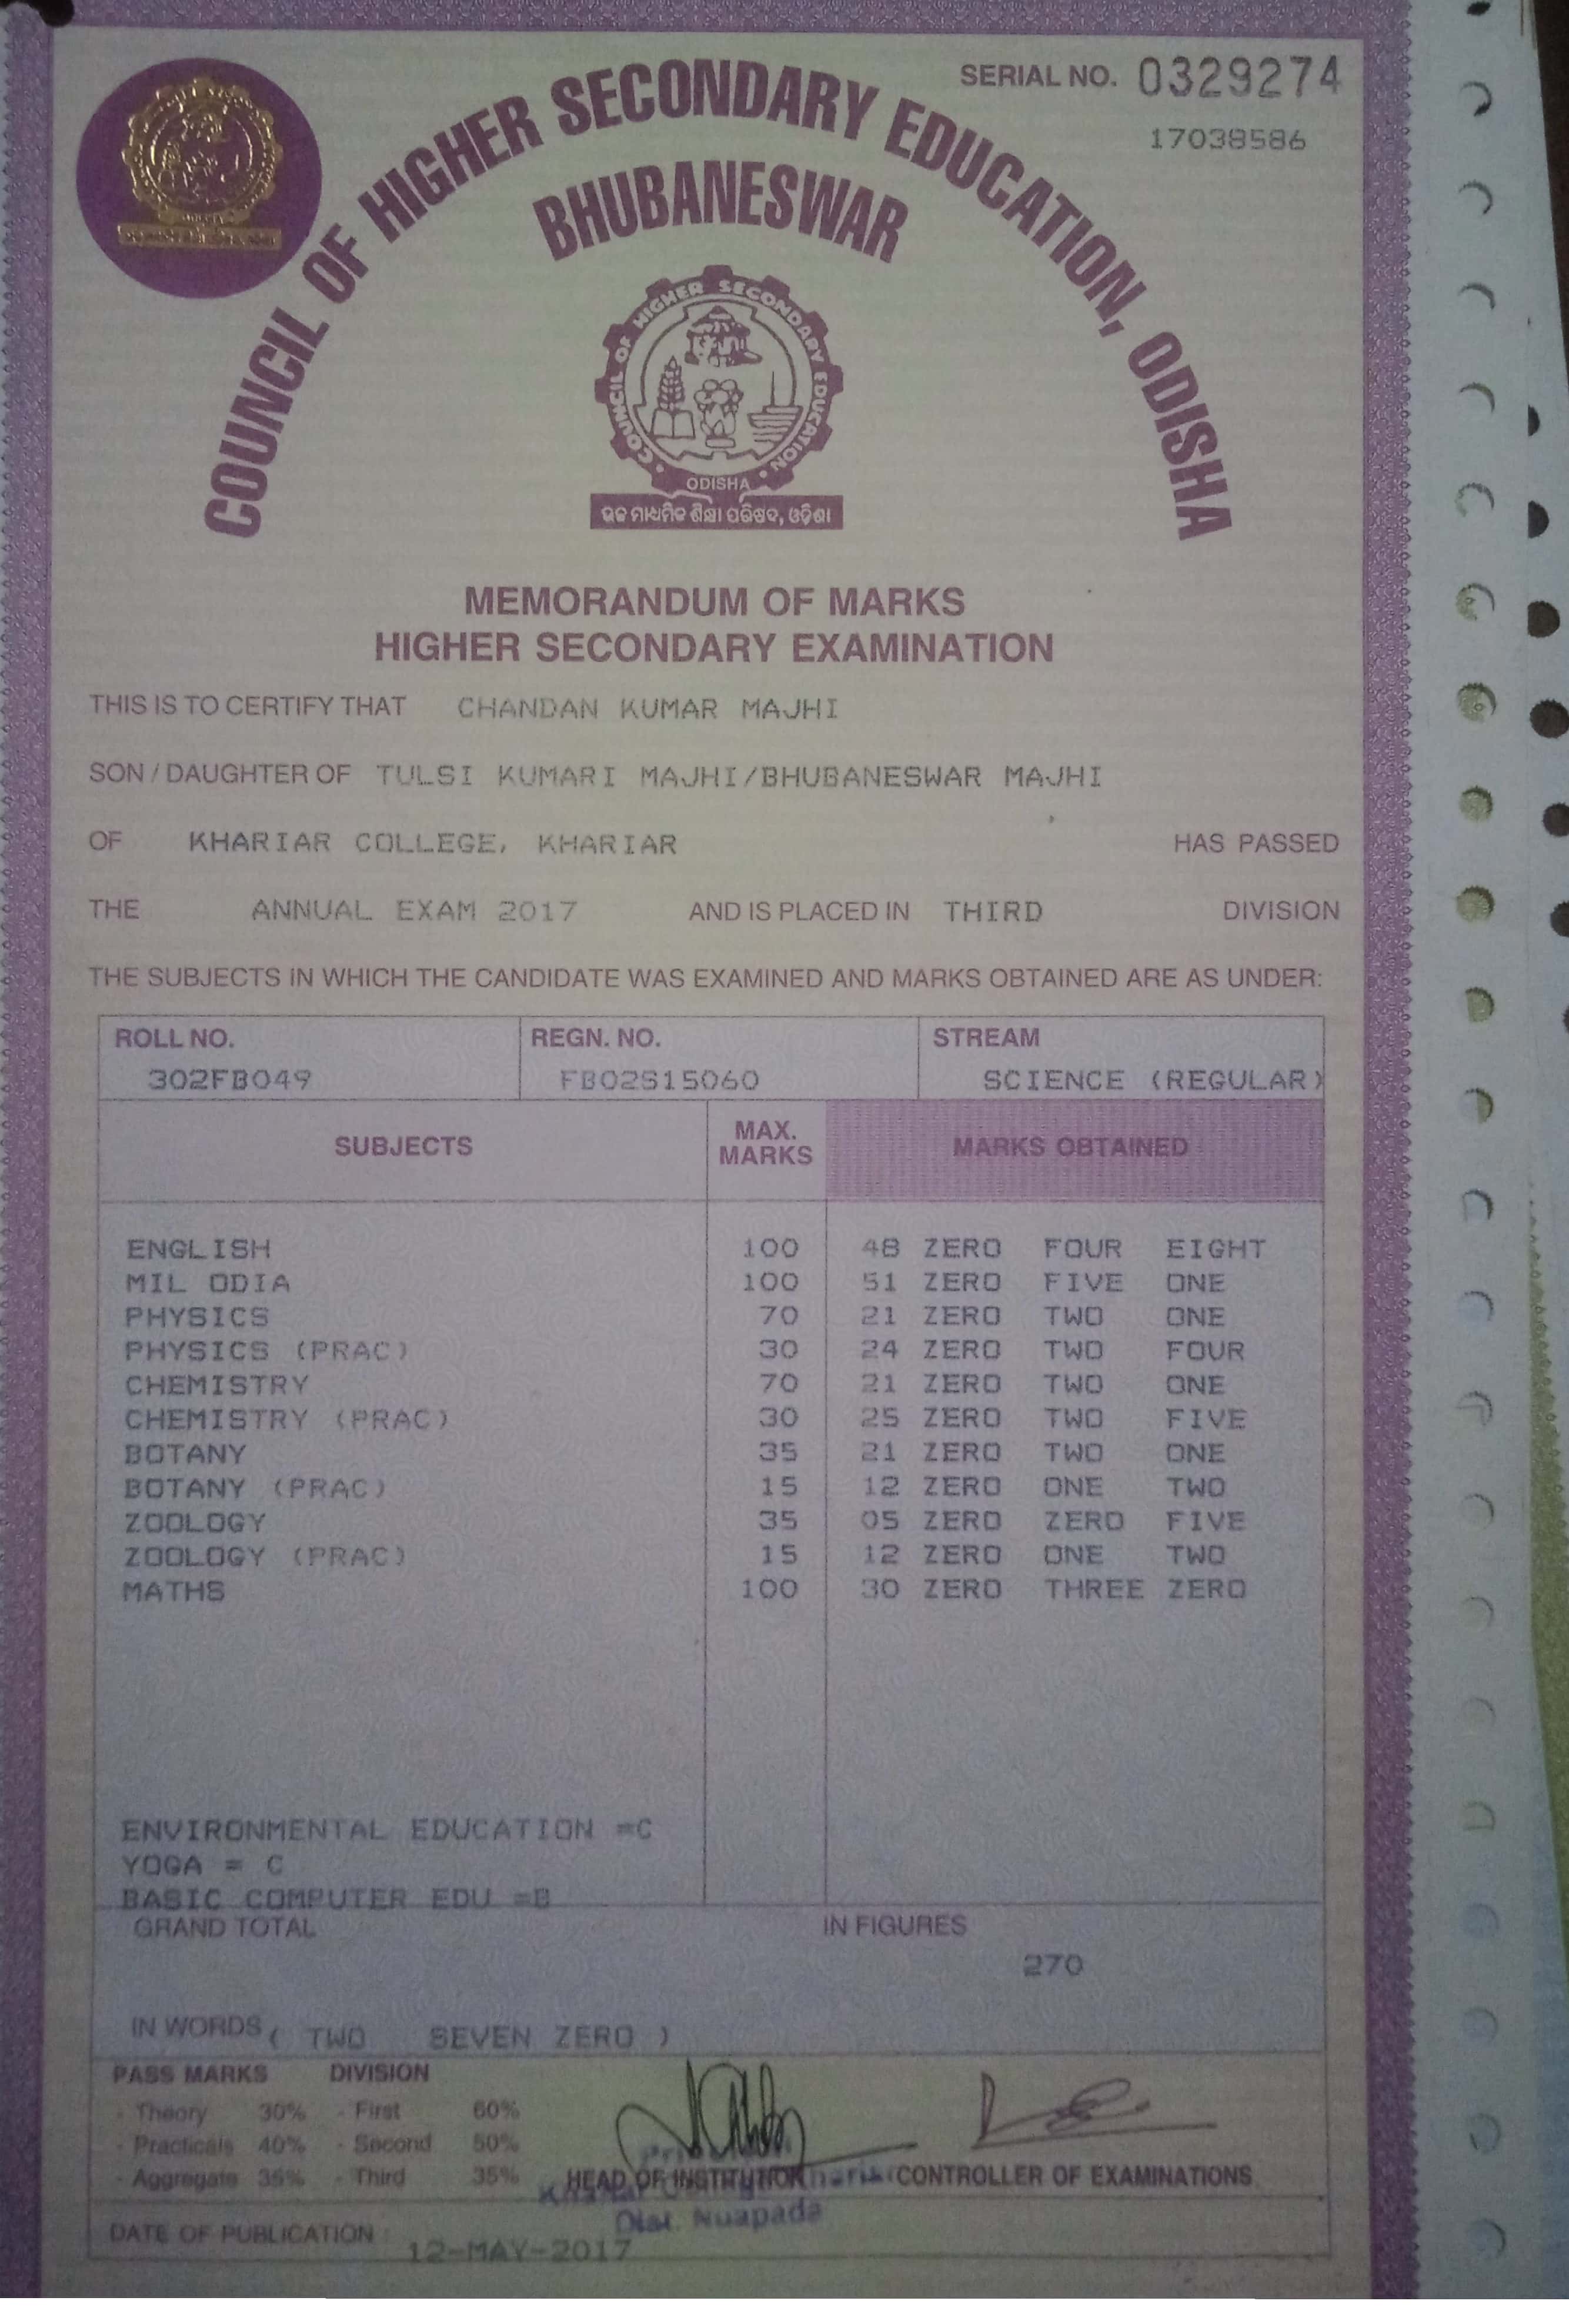 SERIAL NO. 0329274
17038586
COUNCIL OF HIGHER SECONDARY EDUCATION, ODISHA
BHUBANESWAR
COUNCIL OF HIGHER SECONDARY EDUCATION
ODISHA
ଉଚ୍ଚ ମାଧ୍ୟମିକ ଶିକ୍ଷା ପରିଷଦ, ଓଡ଼ିଶା
MEMORANDUM OF MARKS
HIGHER SECONDARY EXAMINATION
THIS IS TO CERTIFY THAT CHANDAN KUMAR MAJHI
SON / DAUGHTER OF TULSI KUMARI MAJHI/BHUBANESWAR MAJHI
OF KHARIAR COLLEGE, KHARIAR HAS PASSED
THE ANNUAL EXAM 2017 AND IS PLACED IN THIRD DIVISION
THE SUBJECTS IN WHICH THE CANDIDATE WAS EXAMINED AND MARKS OBTAINED ARE AS UNDER:
ROLL NO. REGN. NO. STREAM
302FB049 FB02S15060 SCIENCE (REGULAR)
SUBJECTS MAX. MARKS MARKS OBTAINED
ENGLISH 100 48 ZERO FOUR EIGHT
MIL ODIA 100 51 ZERO FIVE ONE
PHYSICS 70 21 ZERO TWO ONE
PHYSICS (PRAC) 30 24 ZERO TWO FOUR
CHEMISTRY 70 21 ZERO TWO ONE
CHEMISTRY (PRAC) 30 25 ZERO TWO FIVE
BOTANY 35 21 ZERO TWO ONE
BOTANY (PRAC) 15 12 ZERO ONE TWO
ZOOLOGY 35 05 ZERO ZERO FIVE
ZOOLOGY (PRAC) 15 12 ZERO ONE TWO
MATHS 100 30 ZERO THREE ZERO
ENVIRONMENTAL EDUCATION =C
YOGA = C
BASIC COMPUTER EDU =B
GRAND TOTAL IN FIGURES
270
IN WORDS ( TWO SEVEN ZERO )
PASS MARKS DIVISION
- Theory 30% - First 60%
- Practicals 40% - Second 50%
- Aggregate 35% - Third 35%
HEAD OF INSTITUTION CONTROLLER OF EXAMINATIONS
Dist. Nuapada
DATE OF PUBLICATION : 12-MAY-2017